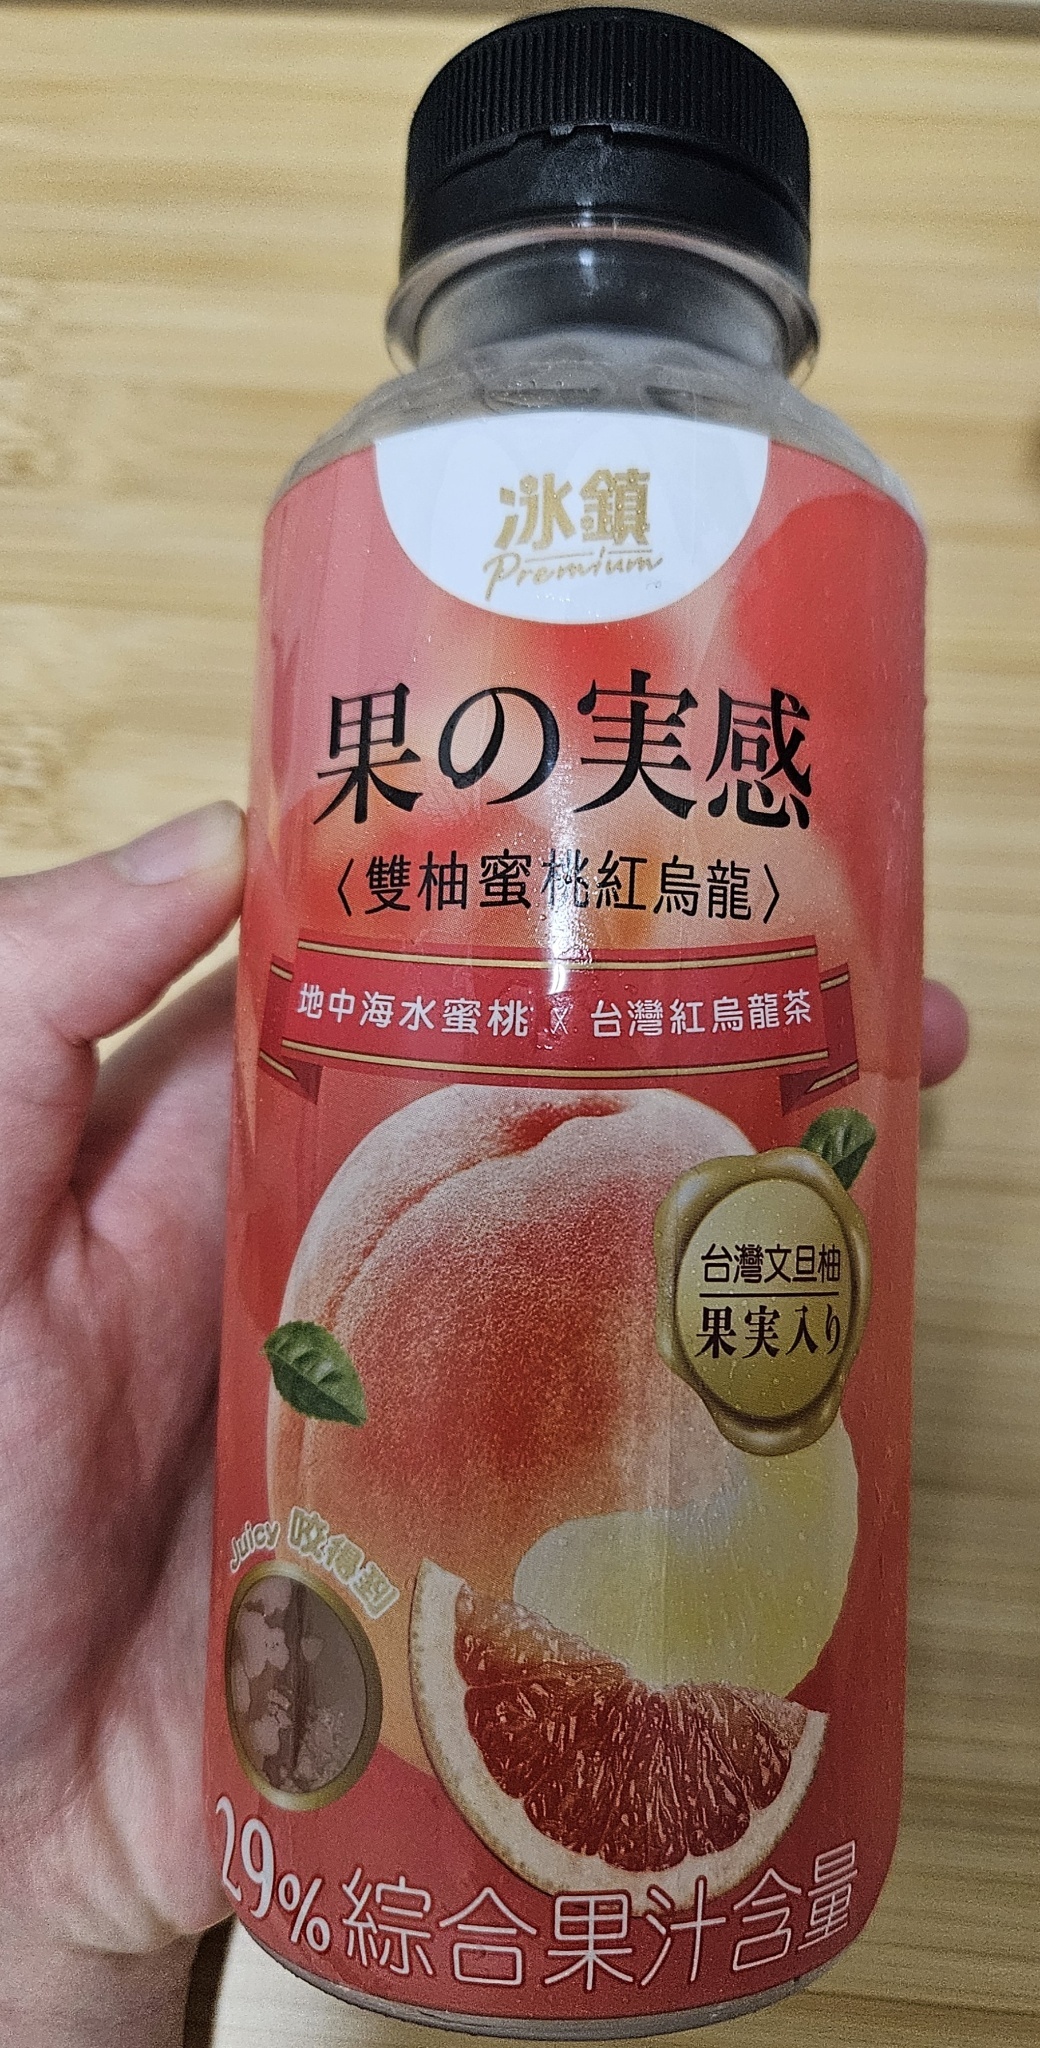 冰鎮
Premium
果の実感
〈雙柚蜜桃紅烏龍〉
地中海水蜜桃 x 台灣紅烏龍茶
台灣文旦柚
果実入り
Juicy 咬得到
29%綜合果汁含量